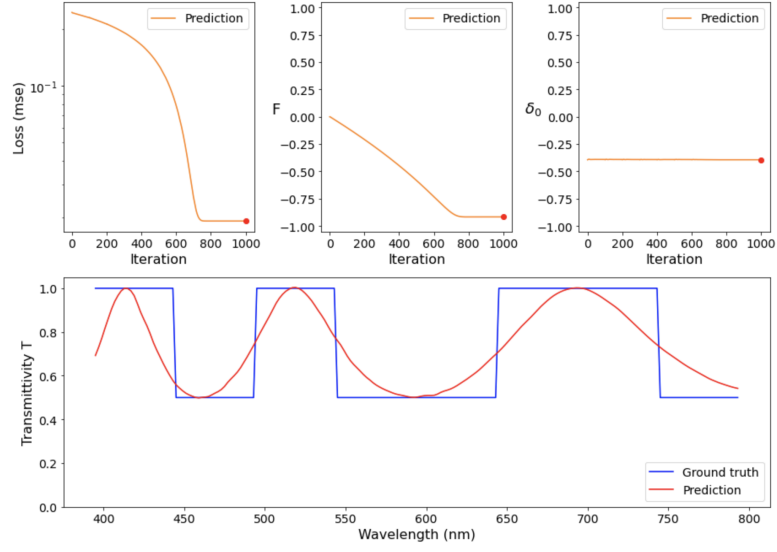 Prediction
Prediction
Prediction
Loss (mse)
10⁻¹
0 200 400 600 800 1000
Iteration
F
1.00
0.75
0.50
0.25
0.00
−0.25
−0.50
−0.75
−1.00
0 200 400 600 800 1000
Iteration
δ₀
1.00
0.75
0.50
0.25
0.00
−0.25
−0.50
−0.75
−1.00
0 200 400 600 800 1000
Iteration
Transmittivity T
1.0
0.8
0.6
0.4
0.2
0.0
Ground truth
Prediction
400 450 500 550 600 650 700 750 800
Wavelength (nm)